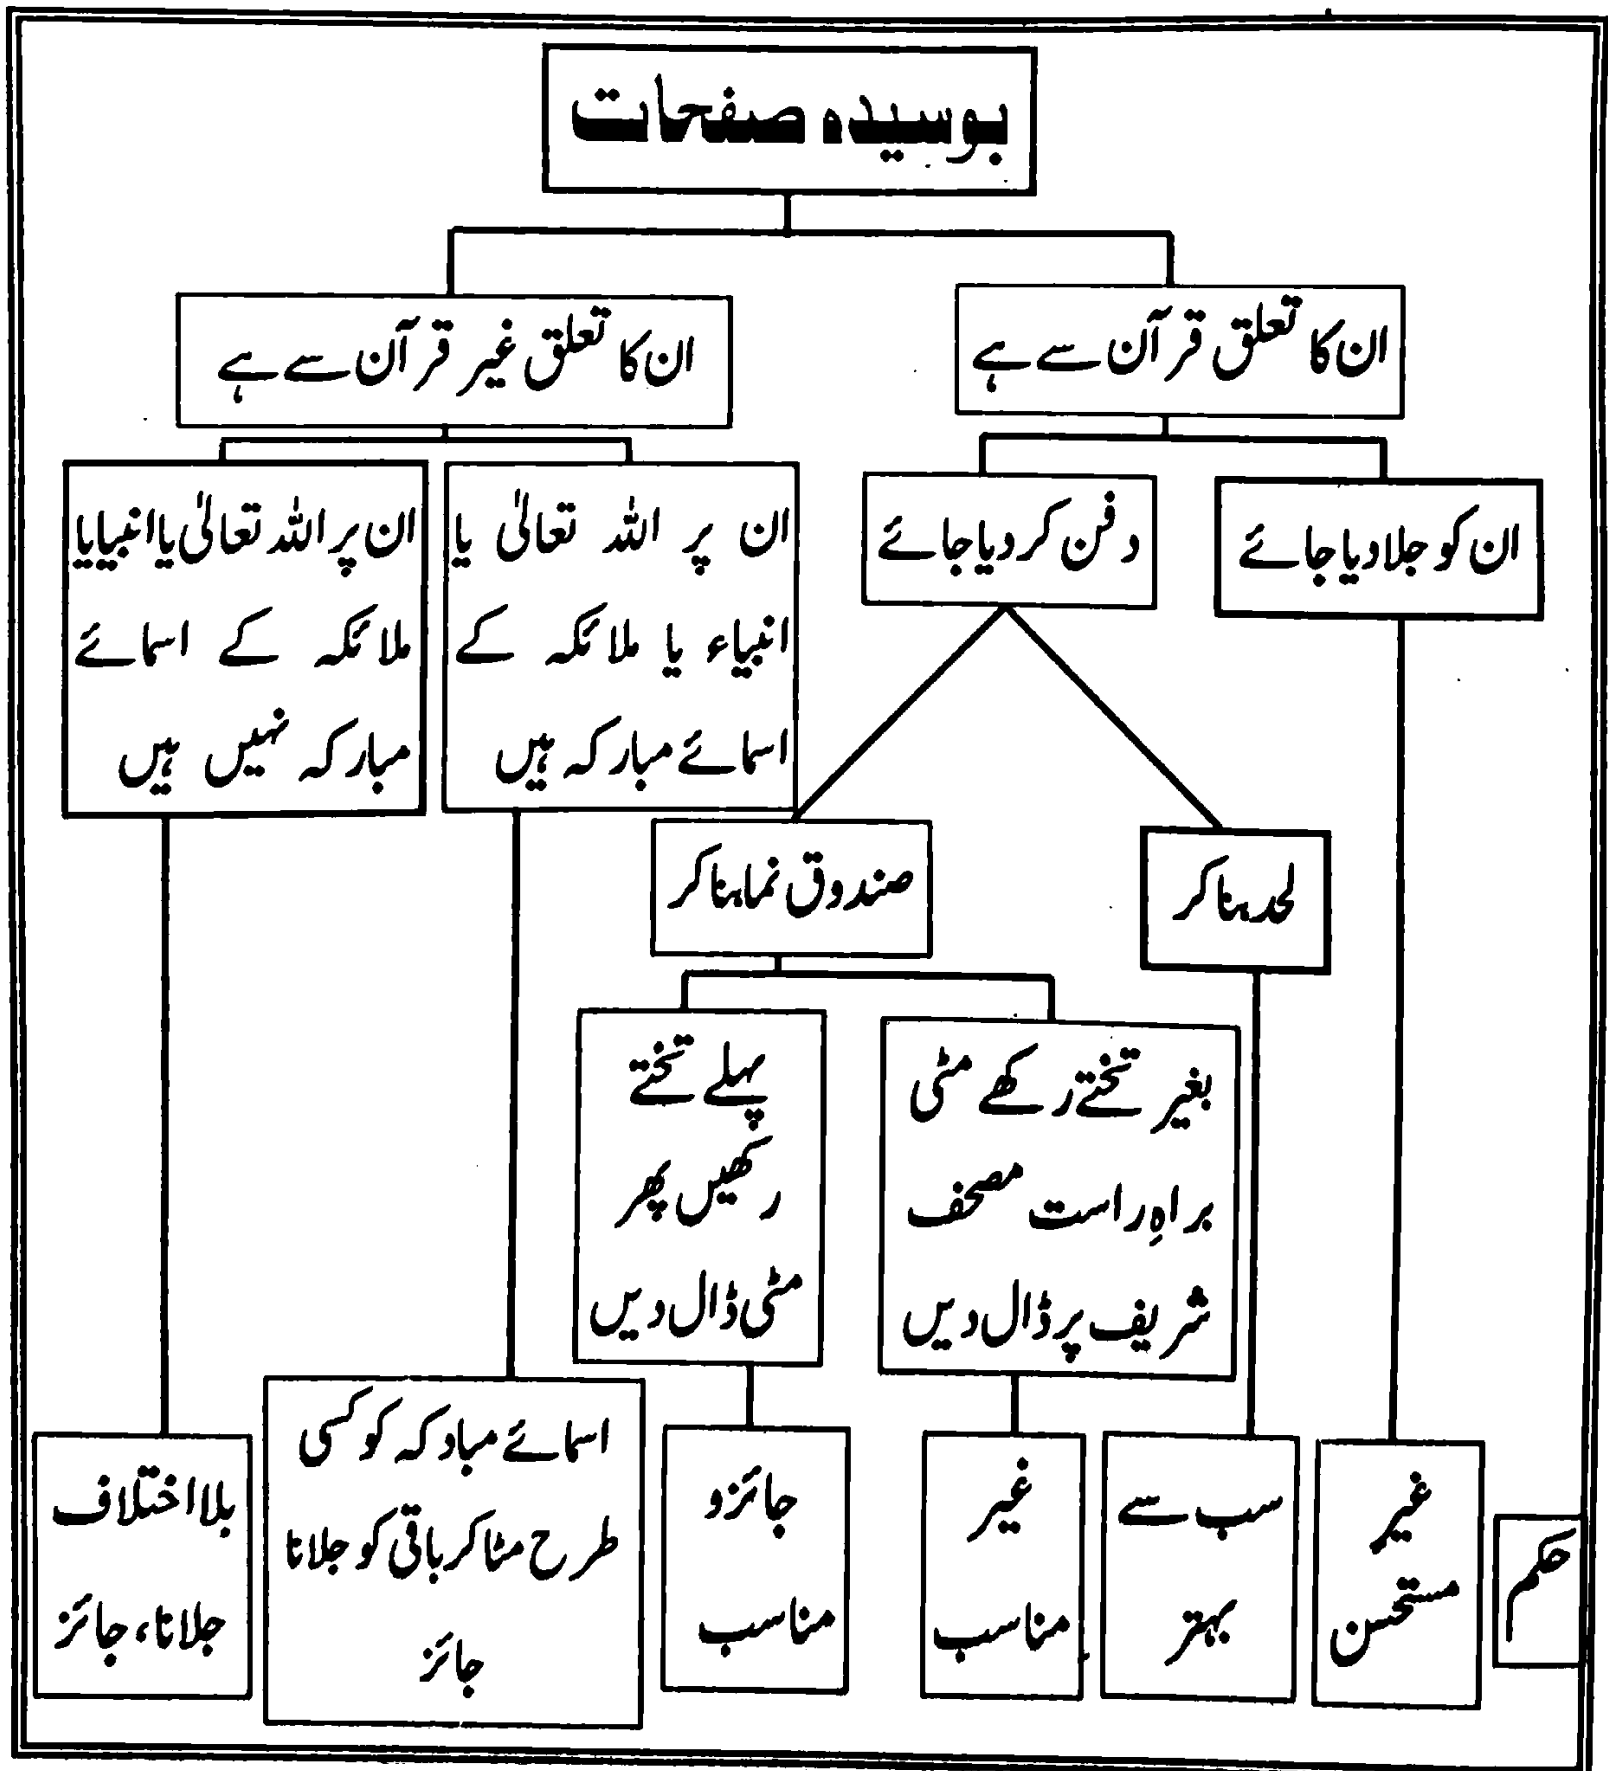 بوسیدہ صفحات
ان کا تعلق قرآن سے ہے
ان کا تعلق غیر قرآن سے ہے
ان کو جلا دیا جائے
دفن کر دیا جائے
ان پر اللہ تعالیٰ یا
انبیاء یا ملائکہ کے
اسمائے مبارکہ ہیں
ان پر اللہ تعالیٰ یا انبیا یا
ملائکہ کے اسمائے
مبارکہ نہیں ہیں
لحد بنا کر
صندوق نما بنا کر
بغیر تختے رکھے مٹی
براہِ راست مصحف
شریف پر ڈال دیں
پہلے تختے
رکھیں پھر
مٹی ڈال دیں
حکم
غیر
مستحسن
سب سے
بہتر
غیر
مناسب
جائز و
مناسب
اسمائے مبادکہ کو کسی
طرح مٹا کر باقی کو جلانا
جائز
بلا اختلاف
جلانا، جائز